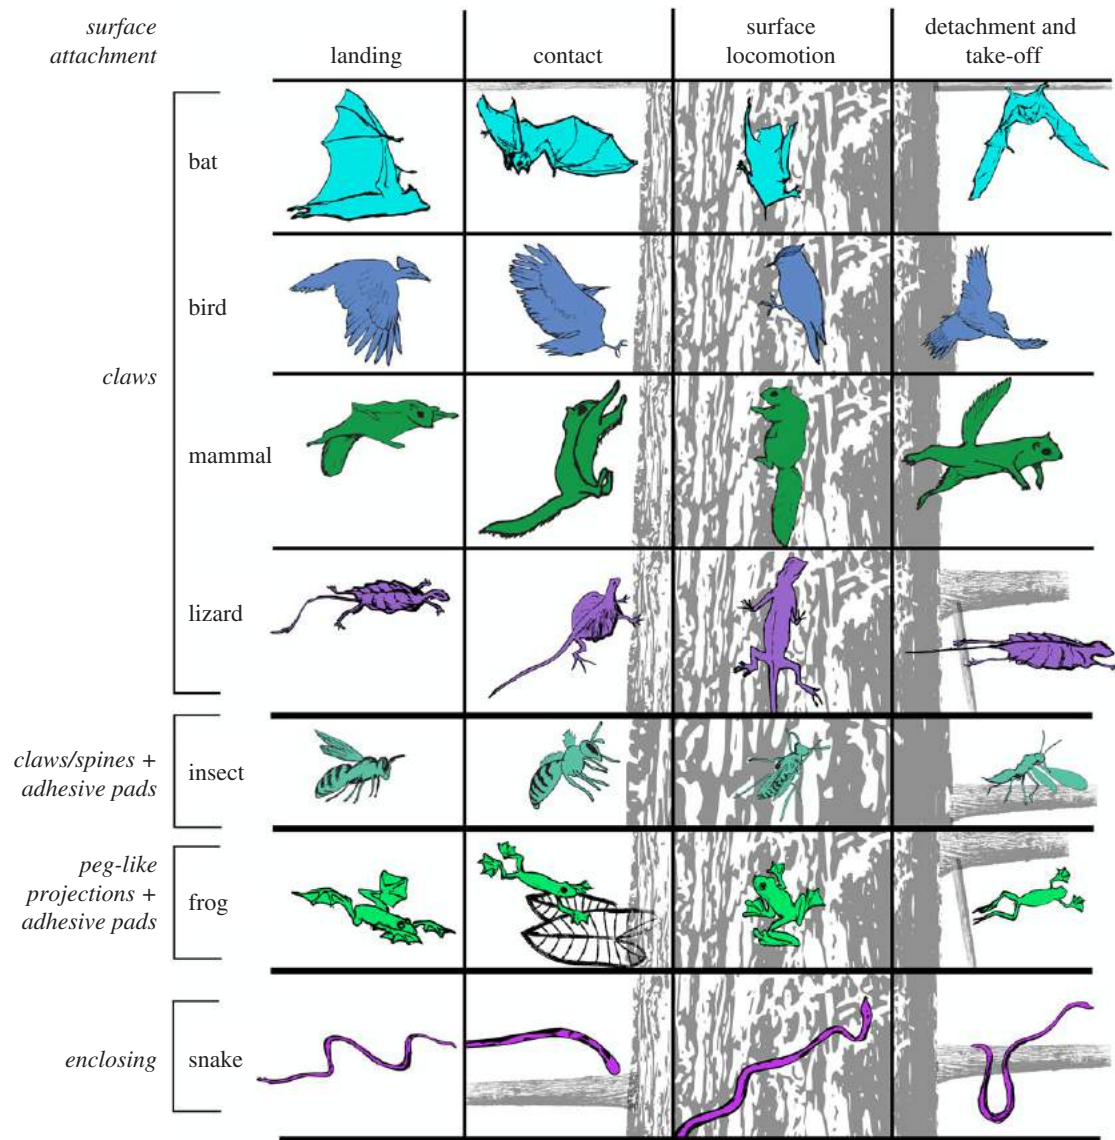 surface
attachment
landing
contact
surface
locomotion
detachment and
take-off
claws
bat
bird
mammal
lizard
claws/spines +
adhesive pads
insect
peg-like
projections +
adhesive pads
frog
enclosing
snake